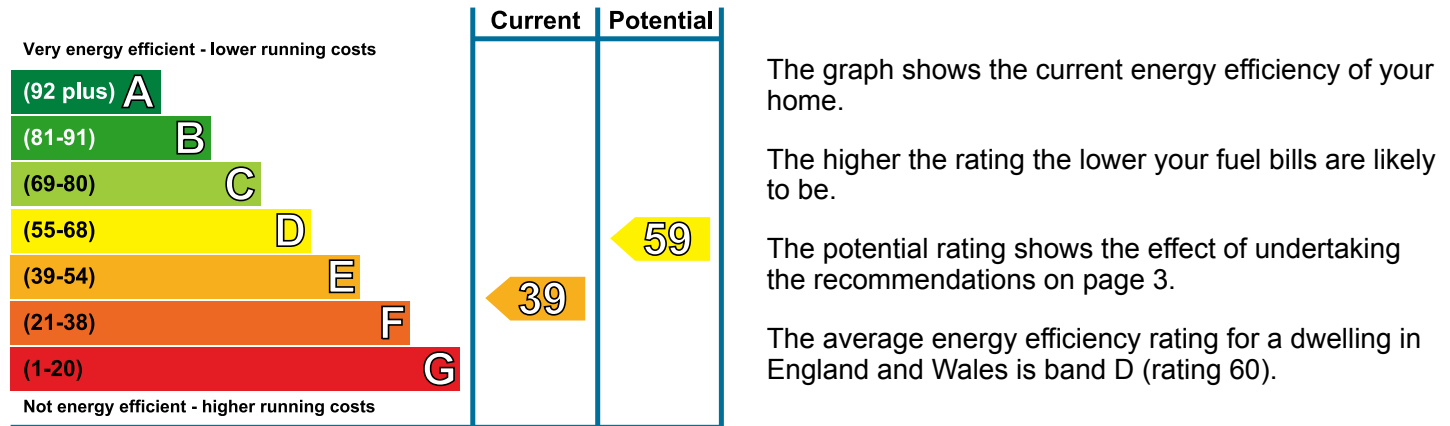 Current Potential
Very energy efficient - lower running costs
(92 plus) A
(81-91) B
(69-80) C
(55-68) D
(39-54) E
(21-38) F
(1-20) G
Not energy efficient - higher running costs
39
59
The graph shows the current energy efficiency of your
home.
The higher the rating the lower your fuel bills are likely
to be.
The potential rating shows the effect of undertaking
the recommendations on page 3.
The average energy efficiency rating for a dwelling in
England and Wales is band D (rating 60).